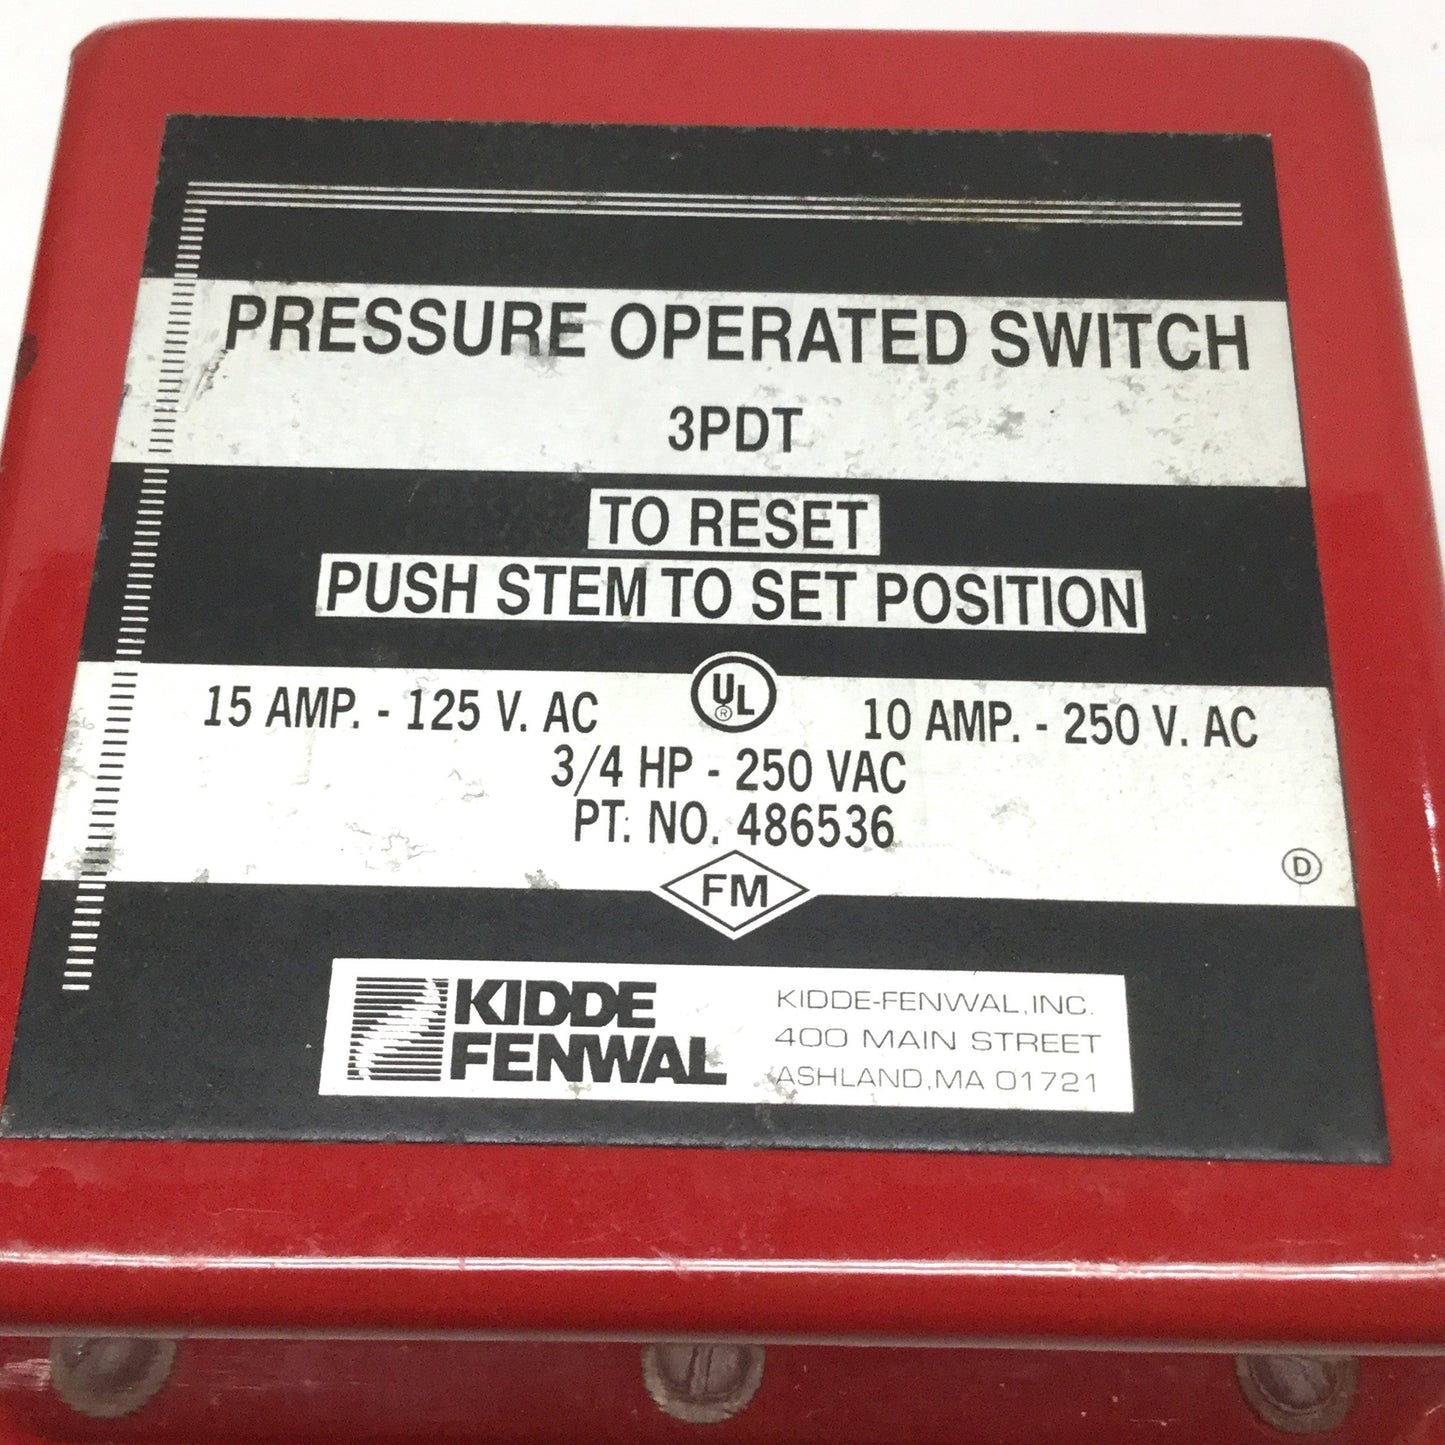 PRESSURE OPERATED SWITCH
3PDT
TO RESET
PUSH STEM TO SET POSITION
UL ®
15 AMP. - 125 V. AC 10 AMP. - 250 V. AC
3/4 HP - 250 VAC
PT. NO. 486536
D
FM
KIDDE
FENWAL
KIDDE-FENWAL, INC.
400 MAIN STREET
ASHLAND, MA 01721